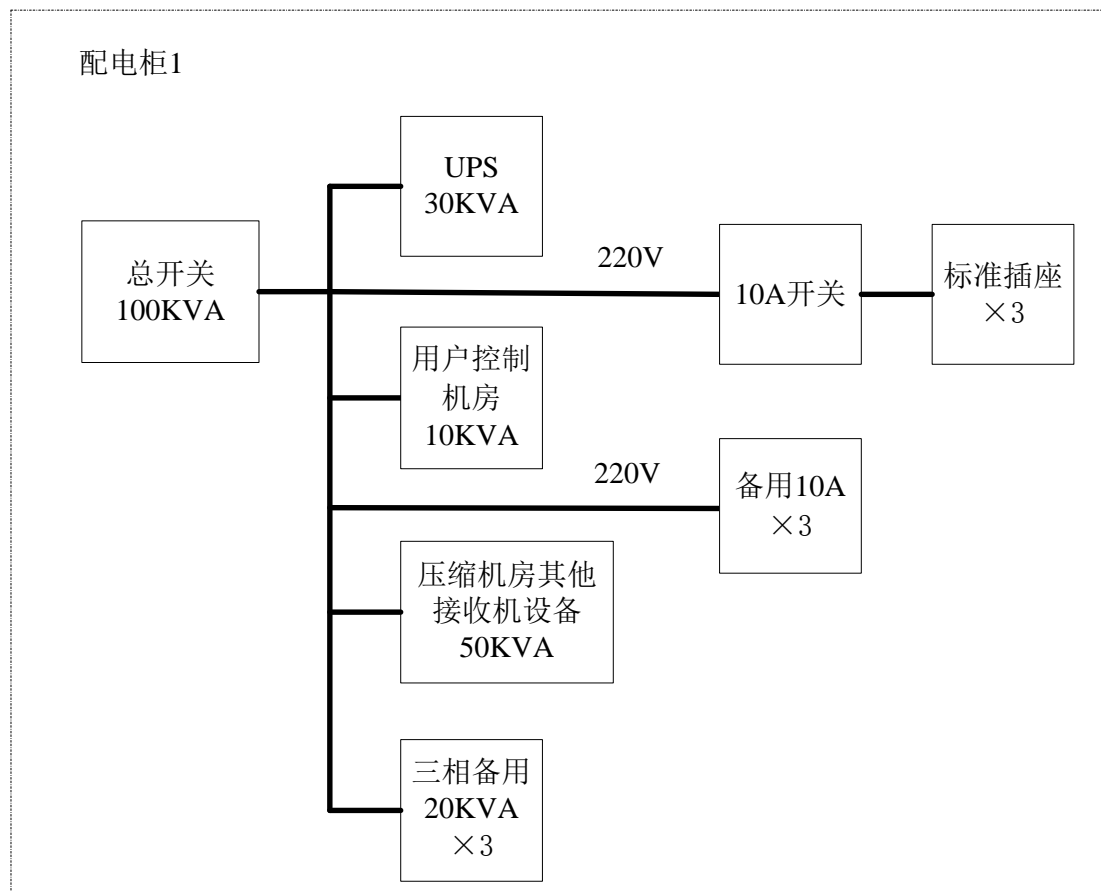 配电柜1
UPS
30KVA
总开关
100KVA
220V
10A开关
标准插座
×3
用户控制
机房
10KVA
220V
备用10A
×3
压缩机房其他
接收机设备
50KVA
三相备用
20KVA
×3